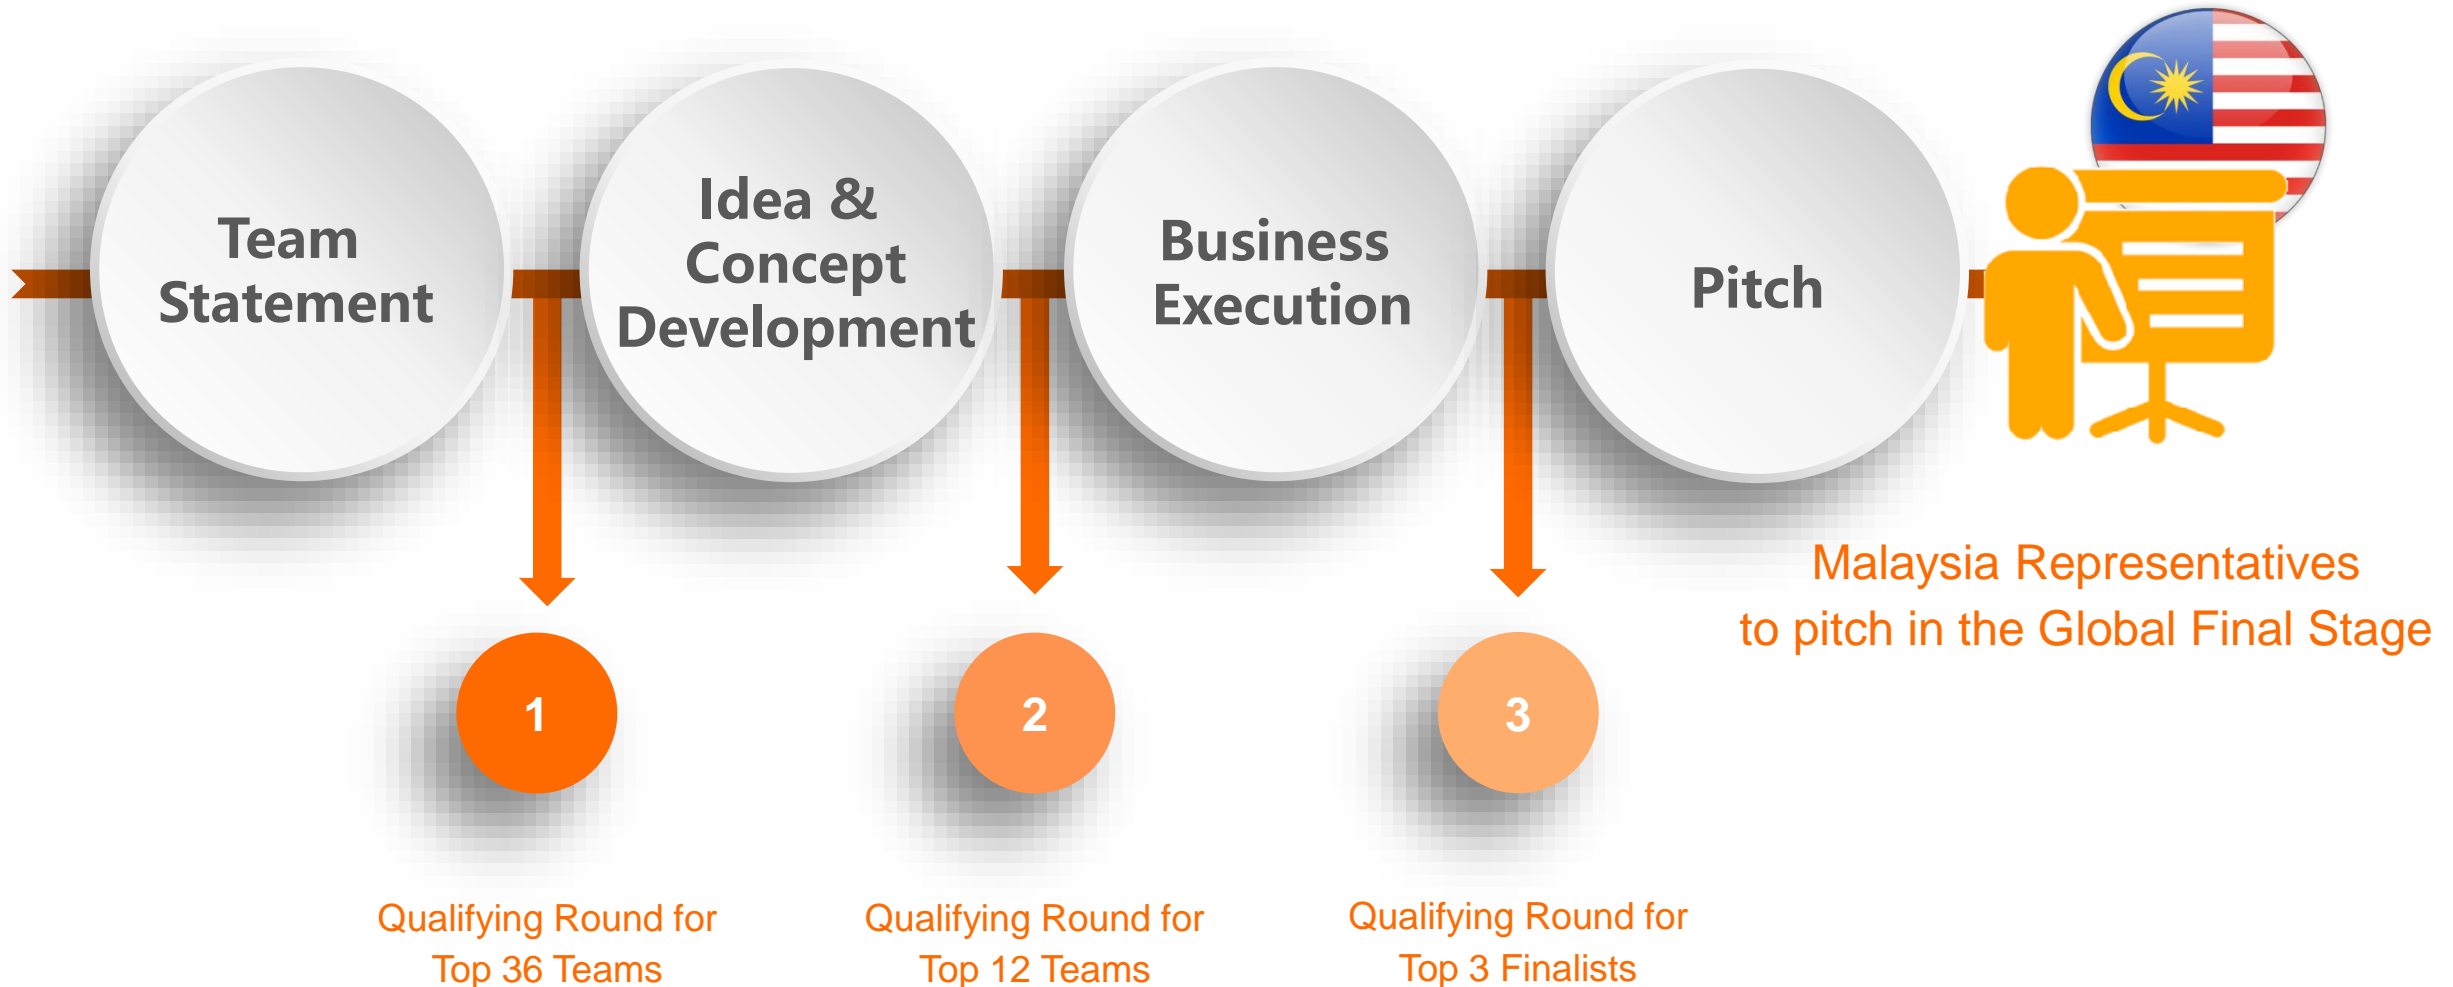 Team
Statement
Idea &
Concept
Development
Business
Execution
Pitch
Malaysia Representatives
to pitch in the Global Final Stage
1
2
3
Qualifying Round for
Top 36 Teams
Qualifying Round for
Top 12 Teams
Qualifying Round for
Top 3 Finalists